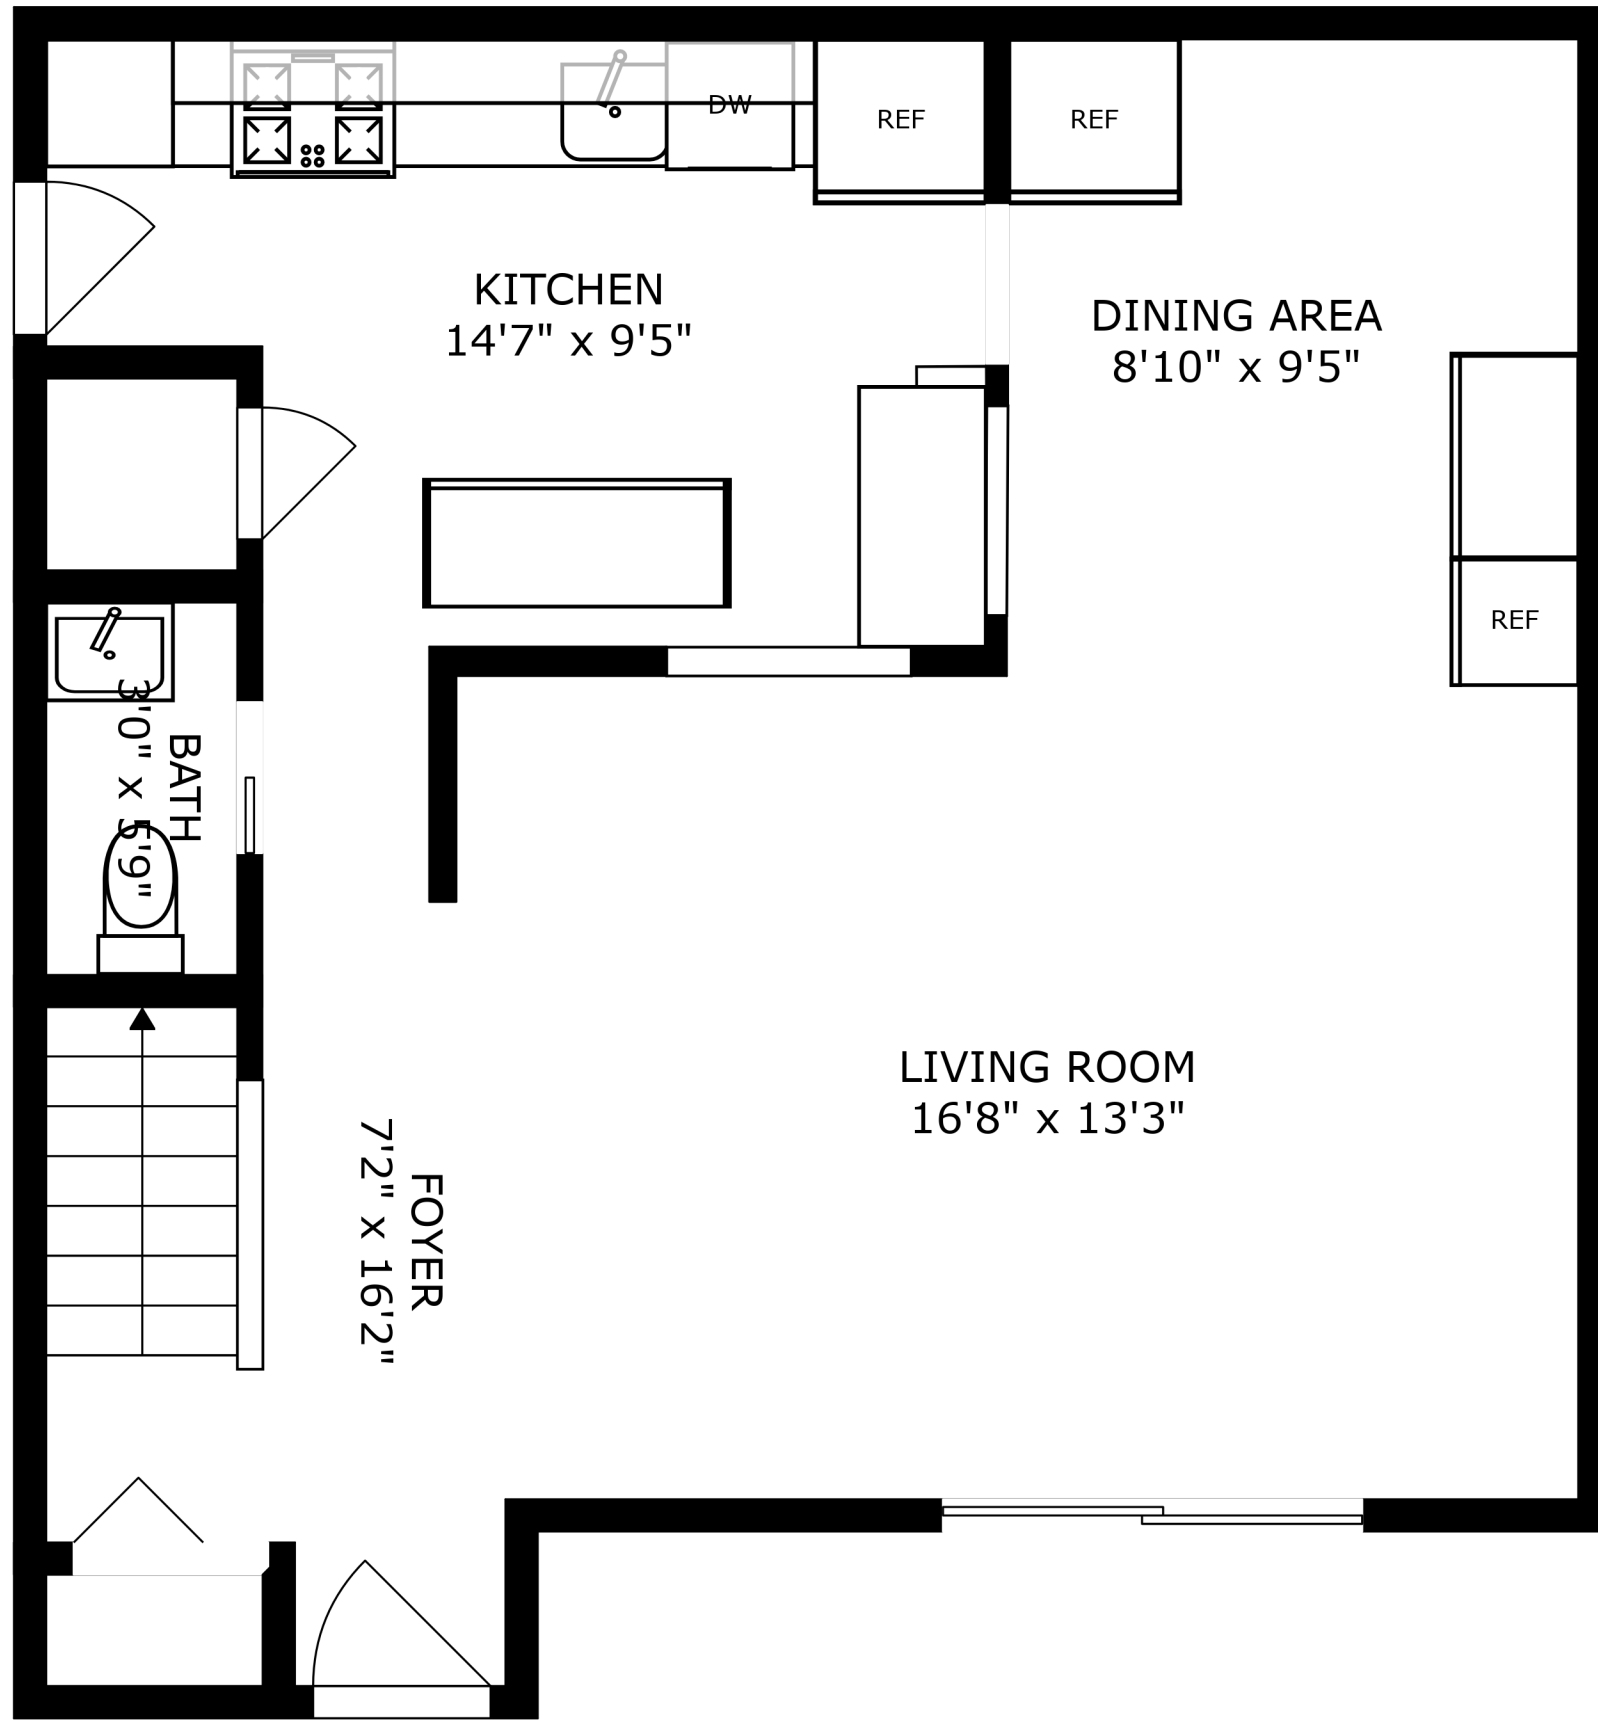 DW
REF
REF
KITCHEN
14'7" x 9'5"
DINING AREA
8'10" x 9'5"
REF
BATH
3'0" x 5'9"
LIVING ROOM
16'8" x 13'3"
FOYER
7'2" x 16'2"